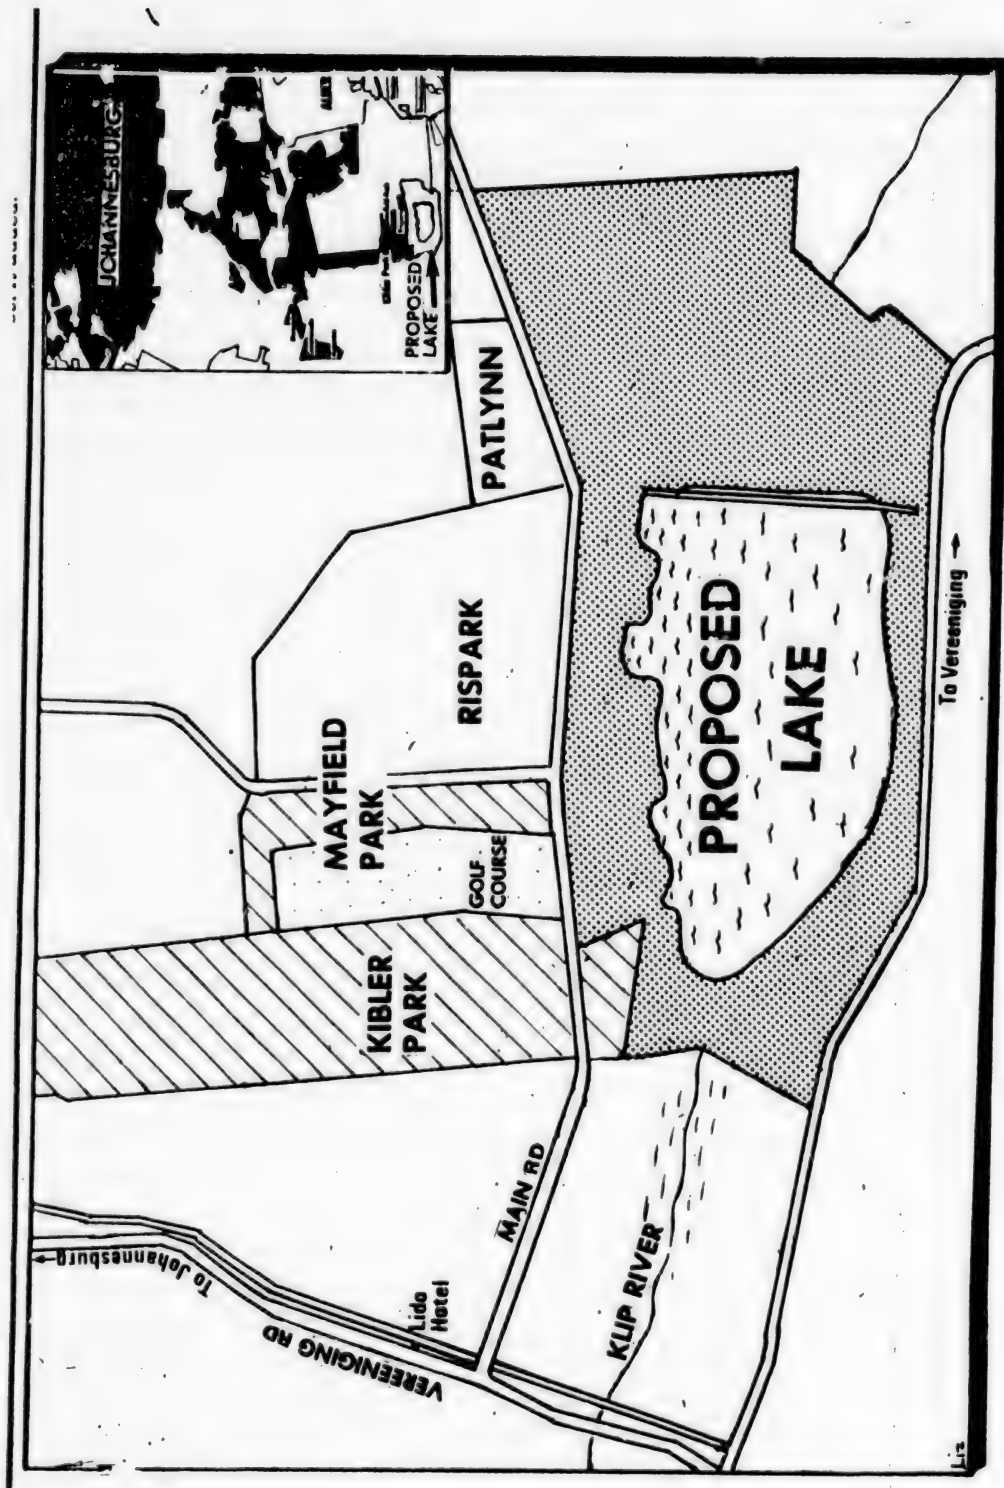 JOHANNESBURG
PROPOSED
LAKE
PATLYNN
RISPARK
MAYFIELD
PARK
GOLF
COURSE
KIBLER
PARK
PROPOSED
LAKE
To Vereeniging
MAIN RD
KLIP RIVER
To Johannesburg
VEREENIGING RD
Lido
Hotel
Liz